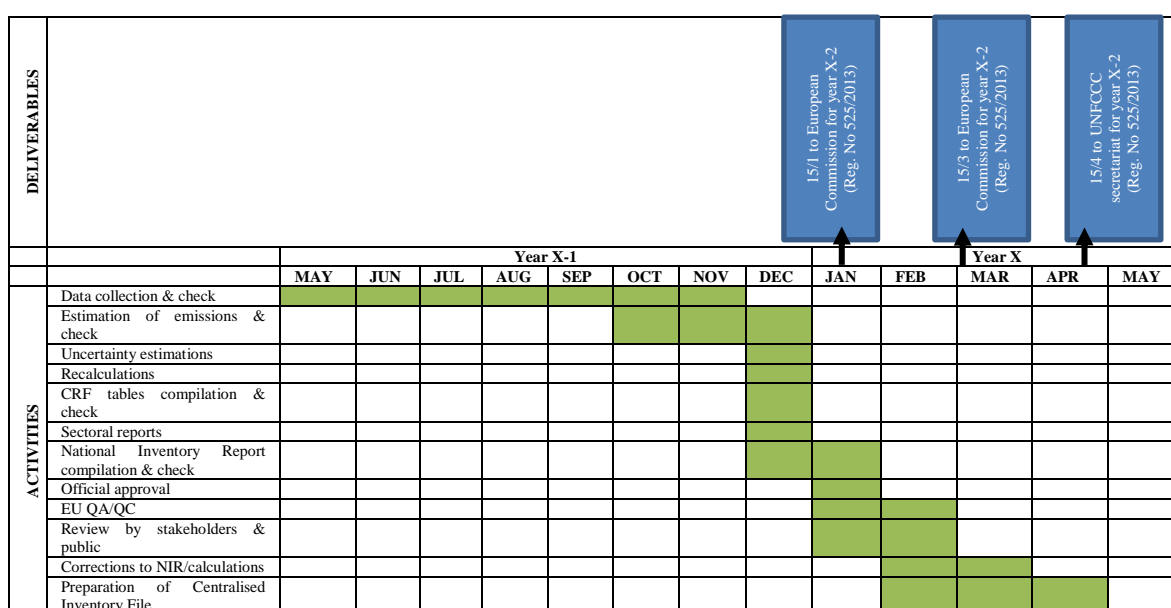 DELIVERABLES
15/1 to European
Commission for year X-2
(Reg. No 525/2013)
15/3 to European
Commission for year X-2
(Reg. No 525/2013)
15/4 to UNFCCC
secretariat for year X-2
(Reg. No 525/2013)
Year X-1 Year X
MAY JUN JUL AUG SEP OCT NOV DEC JAN FEB MAR APR MAY
ACTIVITIES
Data collection & check
Estimation of emissions &
check
Uncertainty estimations
Recalculations
CRF tables compilation &
check
Sectoral reports
National Inventory Report
compilation & check
Official approval
EU QA/QC
Review by stakeholders &
public
Corrections to NIR/calculations
Preparation of Centralised
Inventory File